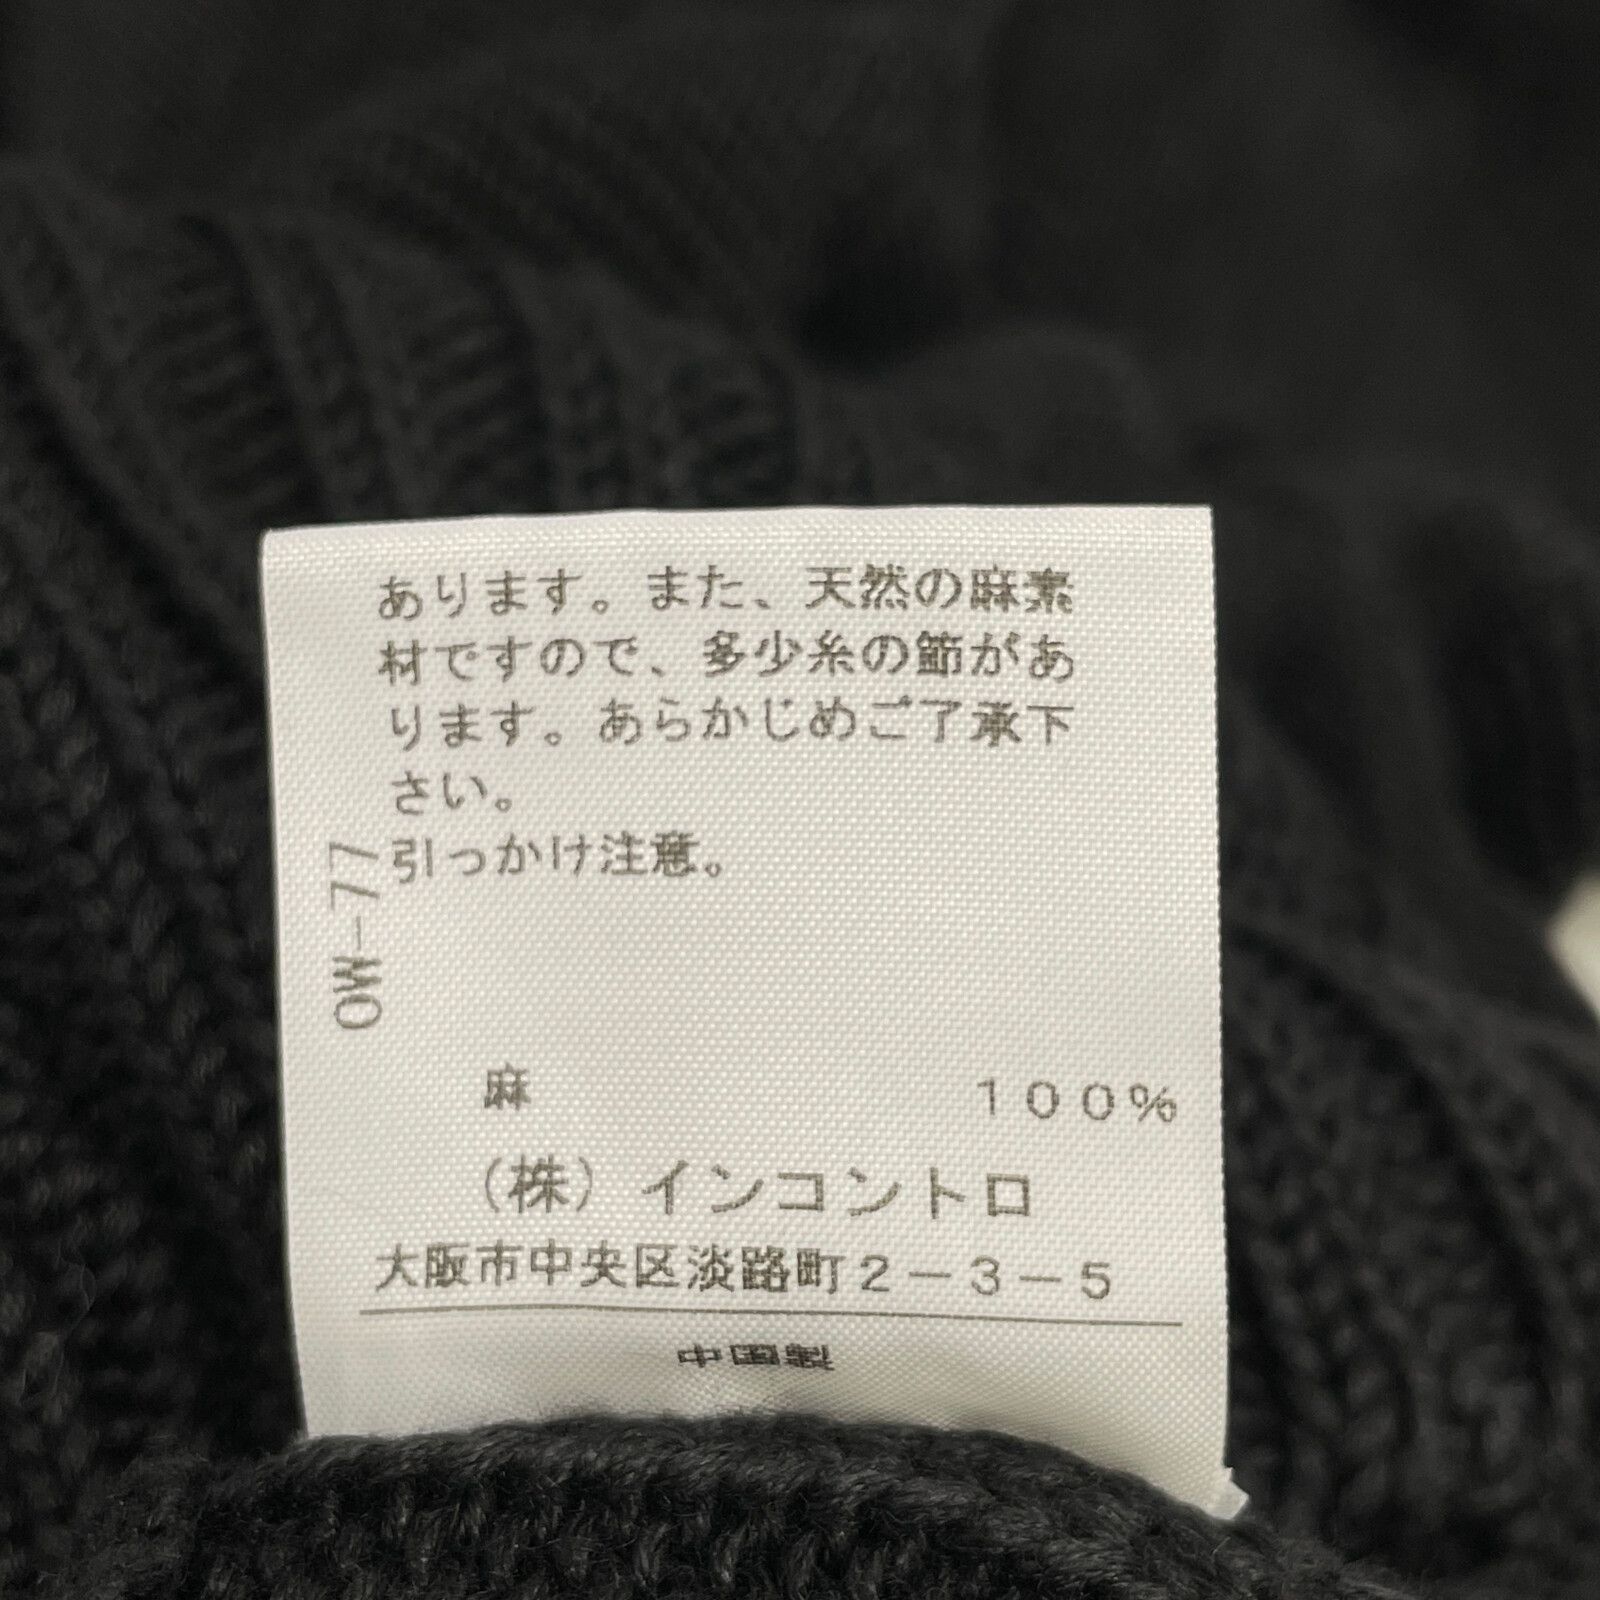 あります。また、天然の麻素
材ですので、多少糸の節があ
ります。あらかじめご了承下
さい。
引っかけ注意。
OW-77
麻 100%
(株)インコントロ
大阪市中央区淡路町2-3-5
中国製